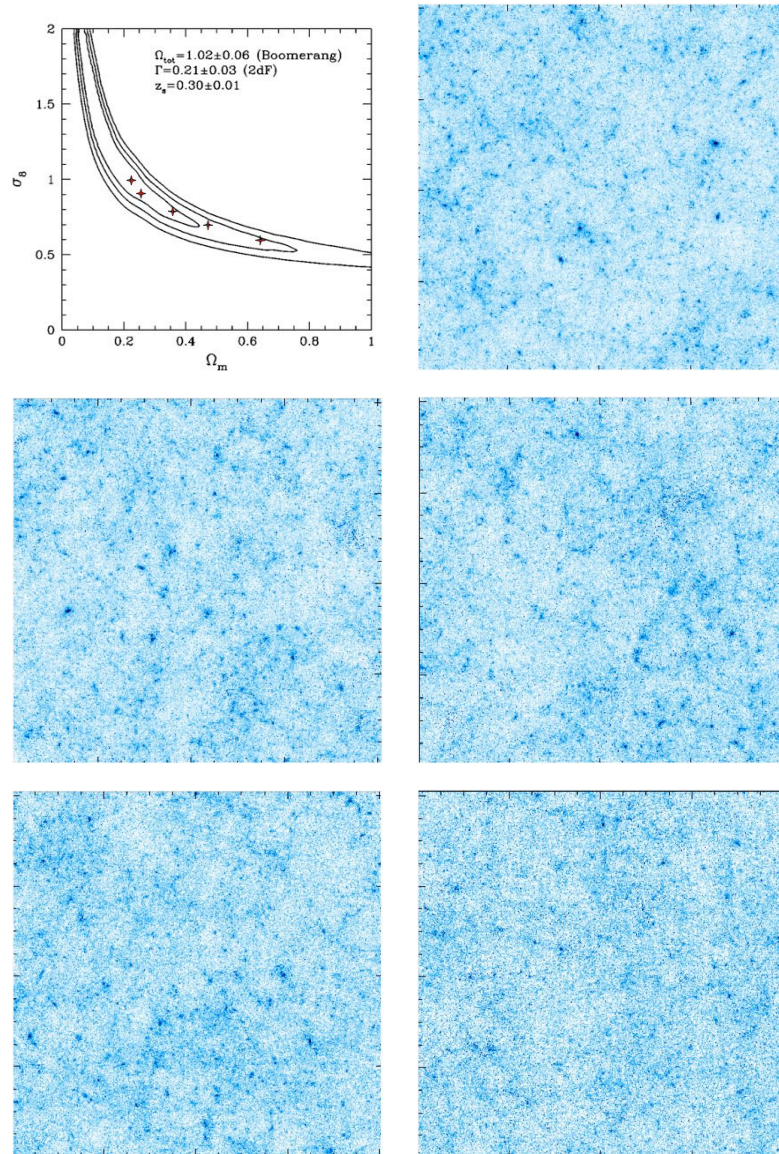 2
Ω_tot=1.02±0.06 (Boomerang)
Γ=0.21±0.03 (2dF)
z_s=0.30±0.01
1.5
σ_8
1
0.5
0
0 0.2 0.4 0.6 0.8 1
Ω_m